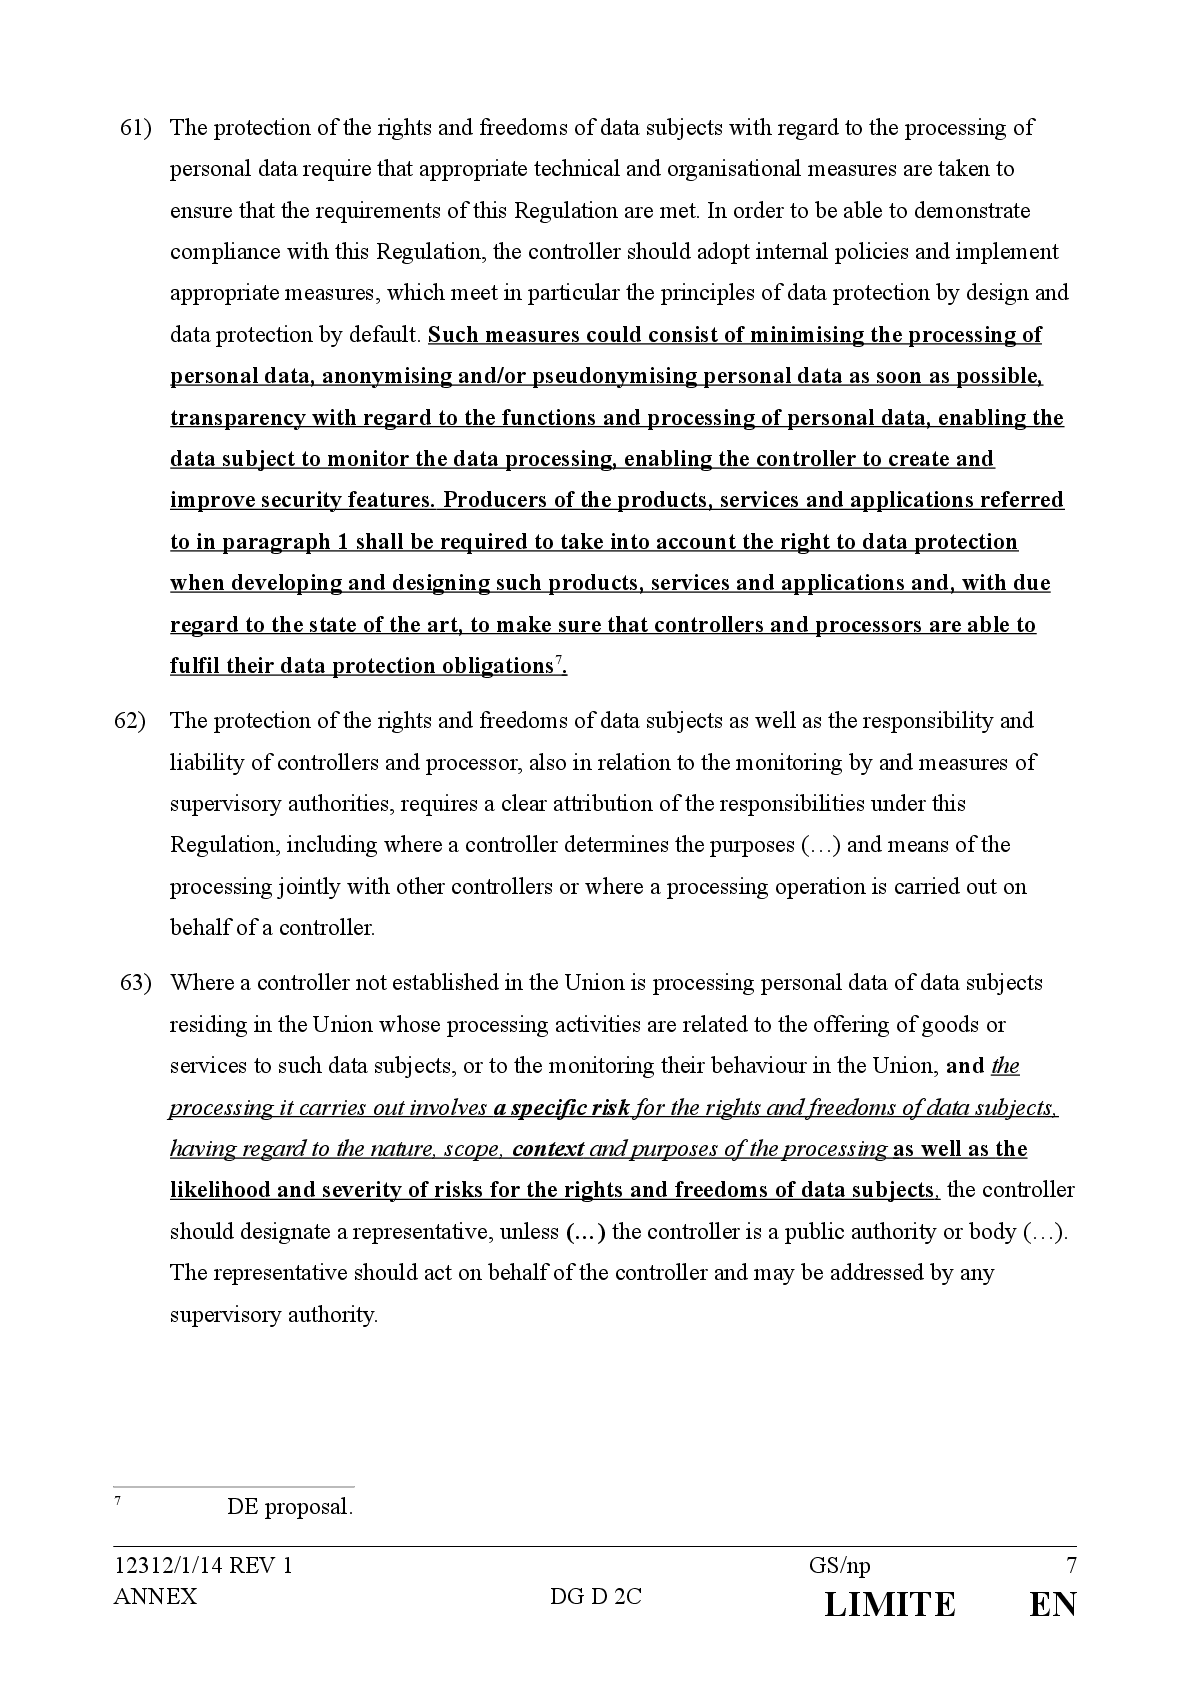 61) The protection of the rights and freedoms of data subjects with regard to the processing of
personal data require that appropriate technical and organisational measures are taken to
ensure that the requirements of this Regulation are met. In order to be able to demonstrate
compliance with this Regulation, the controller should adopt internal policies and implement
appropriate measures, which meet in particular the principles of data protection by design and
data protection by default. Such measures could consist of minimising the processing of
personal data, anonymising and/or pseudonymising personal data as soon as possible,
transparency with regard to the functions and processing of personal data, enabling the
data subject to monitor the data processing, enabling the controller to create and
improve security features. Producers of the products, services and applications referred
to in paragraph 1 shall be required to take into account the right to data protection
when developing and designing such products, services and applications and, with due
regard to the state of the art, to make sure that controllers and processors are able to
fulfil their data protection obligations7.
62) The protection of the rights and freedoms of data subjects as well as the responsibility and
liability of controllers and processor, also in relation to the monitoring by and measures of
supervisory authorities, requires a clear attribution of the responsibilities under this
Regulation, including where a controller determines the purposes (…) and means of the
processing jointly with other controllers or where a processing operation is carried out on
behalf of a controller.
63) Where a controller not established in the Union is processing personal data of data subjects
residing in the Union whose processing activities are related to the offering of goods or
services to such data subjects, or to the monitoring their behaviour in the Union, and the
processing it carries out involves a specific risk for the rights and freedoms of data subjects,
having regard to the nature, scope, context and purposes of the processing as well as the
likelihood and severity of risks for the rights and freedoms of data subjects, the controller
should designate a representative, unless (…) the controller is a public authority or body (…).
The representative should act on behalf of the controller and may be addressed by any
supervisory authority.
7 DE proposal.
12312/1/14 REV 1 GS/np 7
ANNEX DG D 2C LIMITE EN